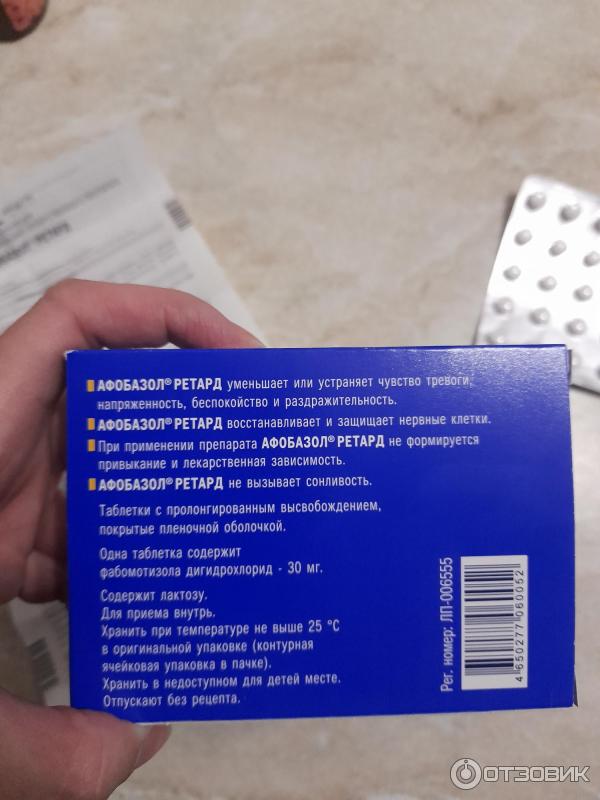 АФОБАЗОЛ® РЕТАРД уменьшает или устраняет чувство тревоги,
напряженность, беспокойство и раздражительность.
АФОБАЗОЛ® РЕТАРД восстанавливает и защищает нервные клетки.
При применении препарата АФОБАЗОЛ® РЕТАРД не формируется
привыкание и лекарственная зависимость.
АФОБАЗОЛ® РЕТАРД не вызывает сонливость.
Таблетки с пролонгированным высвобождением,
покрытые пленочной оболочкой.
Одна таблетка содержит
фабомотизола дигидрохлорид - 30 мг.
Содержит лактозу.
Для приема внутрь.
Хранить при температуре не выше 25 °С
в оригинальной упаковке (контурная
ячейковая упаковка в пачке).
Хранить в недоступном для детей месте.
Отпускают без рецепта.
Рег. номер: ЛП-006555
4 650277 060052
ОТЗОВИК